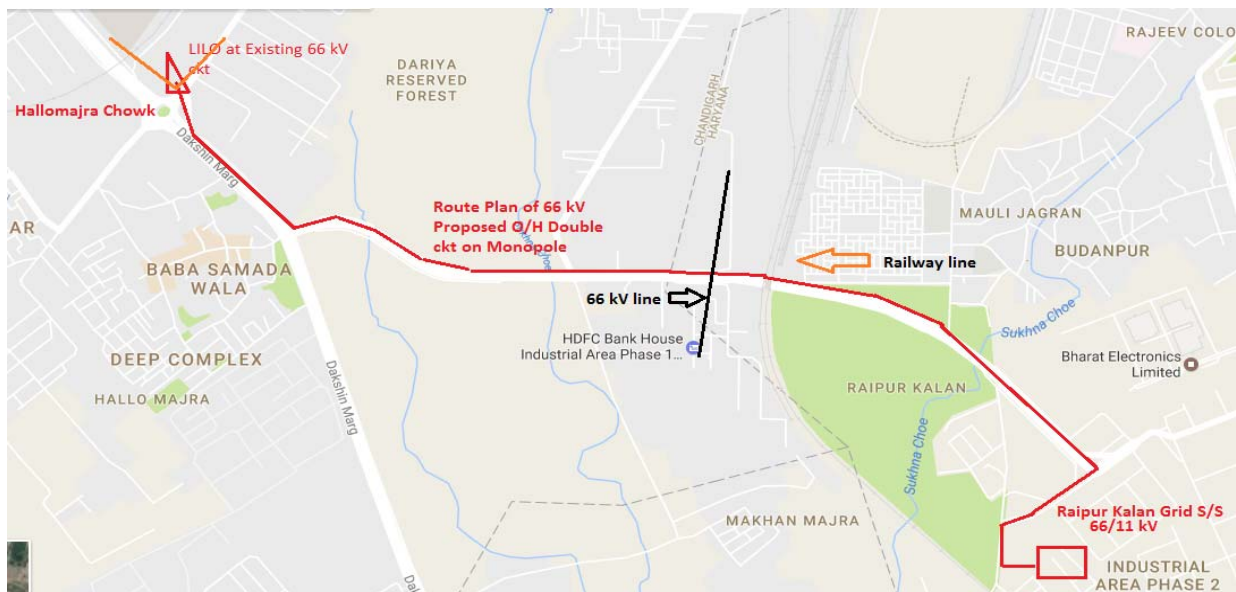 LILO at Existing 66 kV
ckt
Hallomajra Chowk
Dakshin Marg
DARIYA
RESERVED
FOREST
CHANDIGARH
HARYANA
RAJEEV COLO
AR
BABA SAMADA
WALA
DEEP COMPLEX
HALLO MAJRA
Dakshin Marg
Route Plan of 66 kV
Proposed O/H Double
ckt on Monopole
Sukhna Choe
66 kV line
HDFC Bank House
Industrial Area Phase 1...
Railway line
MAULI JAGRAN
BUDANPUR
Sukhna Choe
Bharat Electronics
Limited
RAIPUR KALAN
Sukhna Choe
MAKHAN MAJRA
Raipur Kalan Grid S/S
66/11 kV
INDUSTRIAL
AREA PHASE 2
Dak